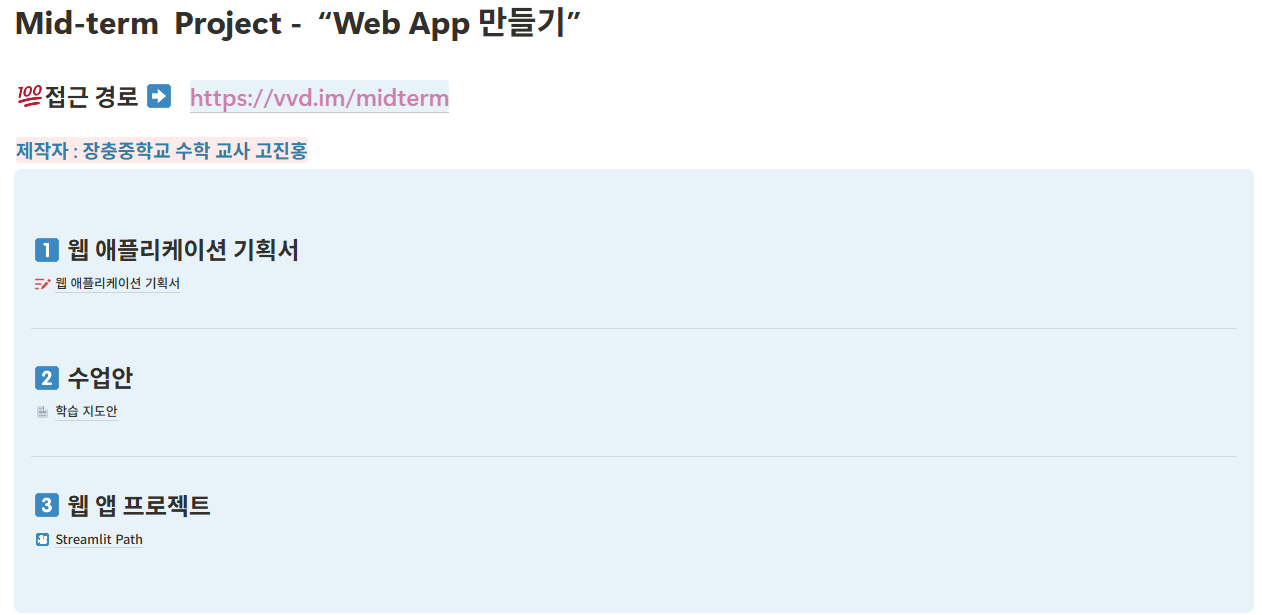 Mid-term Project - “Web App 만들기”
💯접근 경로 ➡️ https://vvd.im/midterm
제작자 : 장충중학교 수학 교사 고진홍
1️⃣ 웹 애플리케이션 기획서
웹 애플리케이션 기획서
2️⃣ 수업안
학습 지도안
3️⃣ 웹 앱 프로젝트
Streamlit Path